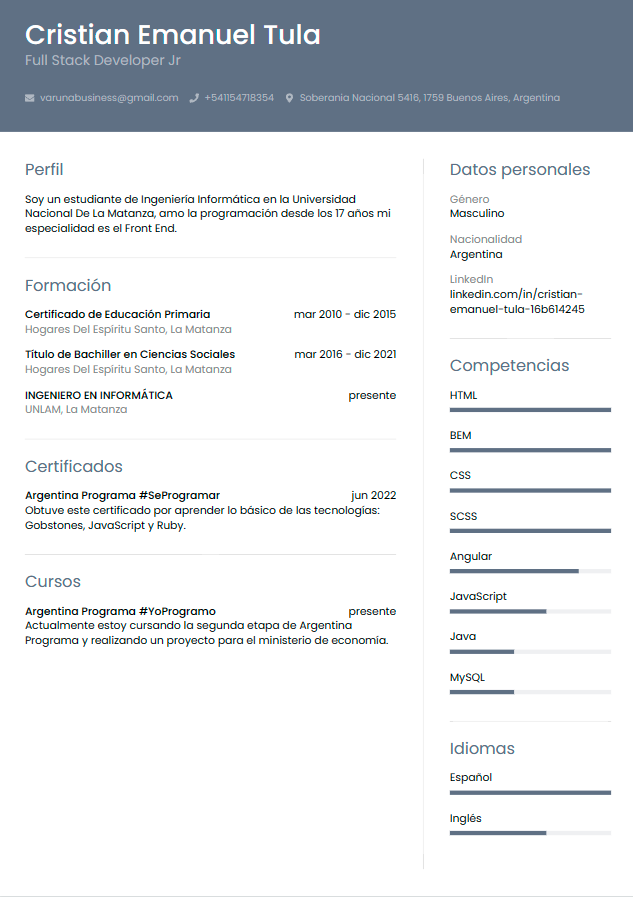 Cristian Emanuel Tula
Full Stack Developer Jr
varunabusiness@gmail.com +541154718354 Soberania Nacional 5416, 1759 Buenos Aires, Argentina
Perfil
Soy un estudiante de Ingeniería Informática en la Universidad
Nacional De La Matanza, amo la programación desde los 17 años mi
especialidad es el Front End.
Formación
Certificado de Educación Primaria mar 2010 - dic 2015
Hogares Del Espíritu Santo, La Matanza
Título de Bachiller en Ciencias Sociales mar 2016 - dic 2021
Hogares Del Espíritu Santo, La Matanza
INGENIERO EN INFORMÁTICA presente
UNLAM, La Matanza
Certificados
Argentina Programa #SeProgramar jun 2022
Obtuve este certificado por aprender lo básico de las tecnologías:
Gobstones, JavaScript y Ruby.
Cursos
Argentina Programa #YoProgramo presente
Actualmente estoy cursando la segunda etapa de Argentina
Programa y realizando un proyecto para el ministerio de economía.
Datos personales
Género
Masculino
Nacionalidad
Argentina
LinkedIn
linkedin.com/in/cristian-
emanuel-tula-16b614245
Competencias
HTML
BEM
CSS
SCSS
Angular
JavaScript
Java
MySQL
Idiomas
Español
Inglés